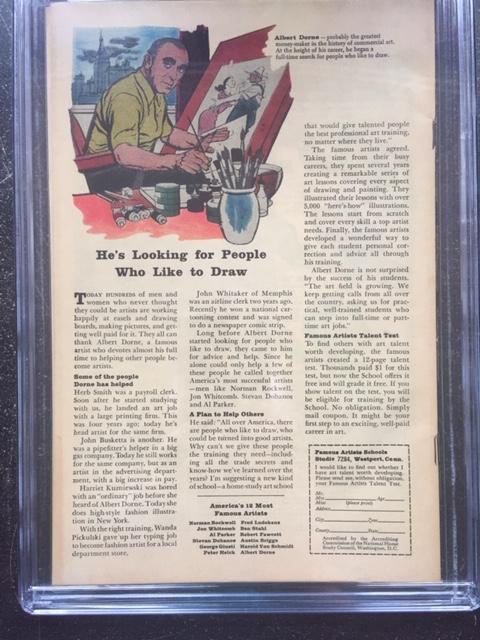 Albert Dorne — probably the greatest
money-maker in the history of commercial art.
At the height of his career, he began a
full-time search for people who like to draw.
He's Looking for People
Who Like to Draw
TODAY HUNDREDS of men and
women who never thought
they could be artists are working
happily at easels and drawing
boards, making pictures, and get-
ting well paid for it. They all can
thank Albert Dorne, a famous
artist who devotes almost his full
time to helping other people be-
come artists.
Some of the people
Dorne has helped
Herb Smith was a payroll clerk.
Soon after he started studying
with us, he landed an art job
with a large printing firm. This
was four years ago; today he's
head artist for the same firm.
John Busketta is another. He
was a pipefitter's helper in a big
gas company. Today he still works
for the same company, but as an
artist in the advertising depart-
ment, with a big increase in pay.
Harriet Kuzniewski was bored
with an "ordinary" job before she
heard of Albert Dorne. Today she
does high-fashion illustra-
tion in New York.
With the right training, Wanda
Pickulski gave up her typing job
to become fashion artist for a local
department store.
John Whitaker of Memphis
was an airline clerk two years ago.
Recently he won a national car-
tooning contest and was signed
to do a newspaper comic strip.
Long before Albert Dorne
started looking for people who
like to draw, they came to him
for advice and help. Since he
alone could only help a few of
these people he called together
America's most successful artists
—men like Norman Rockwell,
Jon Whitcomb, Stevan Dohanos
and Al Parker.
A Plan to Help Others
He said: "All over America, there
are people who like to draw, who
could be turned into good artists.
Why can't we give these people
the training they need—includ-
ing all the trade secrets and
know-how we've learned over the
years? I'm suggesting a new kind
of school—a home-study art school
America's 12 Most
Famous Artists
Norman Rockwell Fred Ludekens
Jon Whitcomb Ben Stahl
Al Parker Robert Fawcett
Stevan Dohanos Austin Briggs
George Giusti Harold Von Schmidt
Peter Helck Albert Dorne
that would give talented people
the best professional art training,
no matter where they live."
The famous artists agreed.
Taking time from their busy
careers, they spent several years
creating a remarkable series of
art lessons covering every aspect
of drawing and painting. They
illustrated their lessons with over
5,000 "here's-how" illustrations.
The lessons start from scratch
and cover every skill a top artist
needs. Finally, the famous artists
developed a wonderful way to
give each student personal cor-
rection and advice all through
his training.
Albert Dorne is not surprised
by the success of his students.
"The art field is growing. We
keep getting calls from all over
the country, asking us for prac-
tical, well-trained students who
can step into full-time or part-
time art jobs."
Famous Artists Talent Test
To find others with art talent
worth developing, the famous
artists created a 12-page talent
test. Thousands paid $1 for this
test, but now the School offers it
free and will grade it free. If you
show talent on the test, you will
be eligible for training by the
School. No obligation. Simply
mail coupon. It might be your
first step to an exciting, well-paid
career in art.
Famous Artists Schools
Studio 7284, Westport, Conn.
I would like to find out whether I
have art talent worth developing.
Please send me, without obligation,
your Famous Artists Talent Test.
Mr.
Mrs. Age
Miss (please print)
Address
City Zone
County State
Accredited by the Accrediting
Commission of the National Home
Study Council, Washington, D.C.